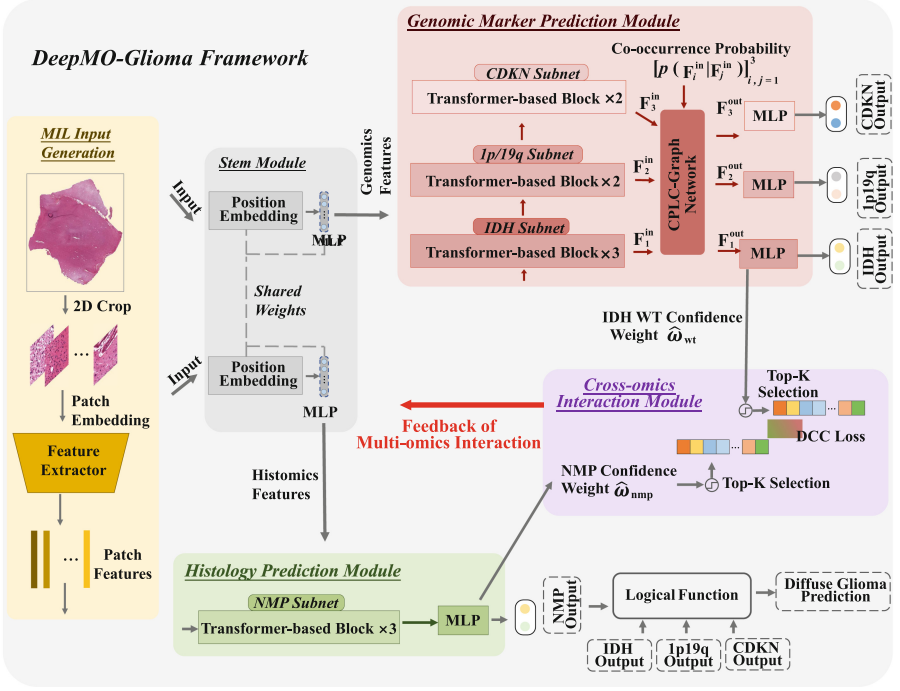 DeepMO-Glioma Framework
MIL Input
Generation
2D Crop
Patch
Embedding
Feature
Extractor
Patch
Features
Input
Input
Stem Module
Position
Embedding
MLP
Shared
Weights
Position
Embedding
MLP
Genomics
Features
Histomics
Features
Genomic Marker Prediction Module
Co-occurrence Probability
[p (F_i^in|F_j^in)]_{i, j=1}^3
CDKN Subnet
Transformer-based Block ×2
1p/19q Subnet
Transformer-based Block ×2
IDH Subnet
Transformer-based Block ×3
F_3^in
F_2^in
F_1^in
CPLC-Graph
Network
F_3^out
F_2^out
F_1^out
MLP
MLP
MLP
CDKN
Output
1p19q
Output
IDH
Output
IDH WT Confidence
Weight ω̂_wt
Cross-omics
Interaction Module
Top-K
Selection
DCC Loss
NMP Confidence
Weight ω̂_nmp
Top-K Selection
Feedback of
Multi-omics Interaction
Histology Prediction Module
NMP Subnet
Transformer-based Block ×3
MLP
NMP
Output
Logical Function
Diffuse Glioma
Prediction
IDH
Output
1p19q
Output
CDKN
Output